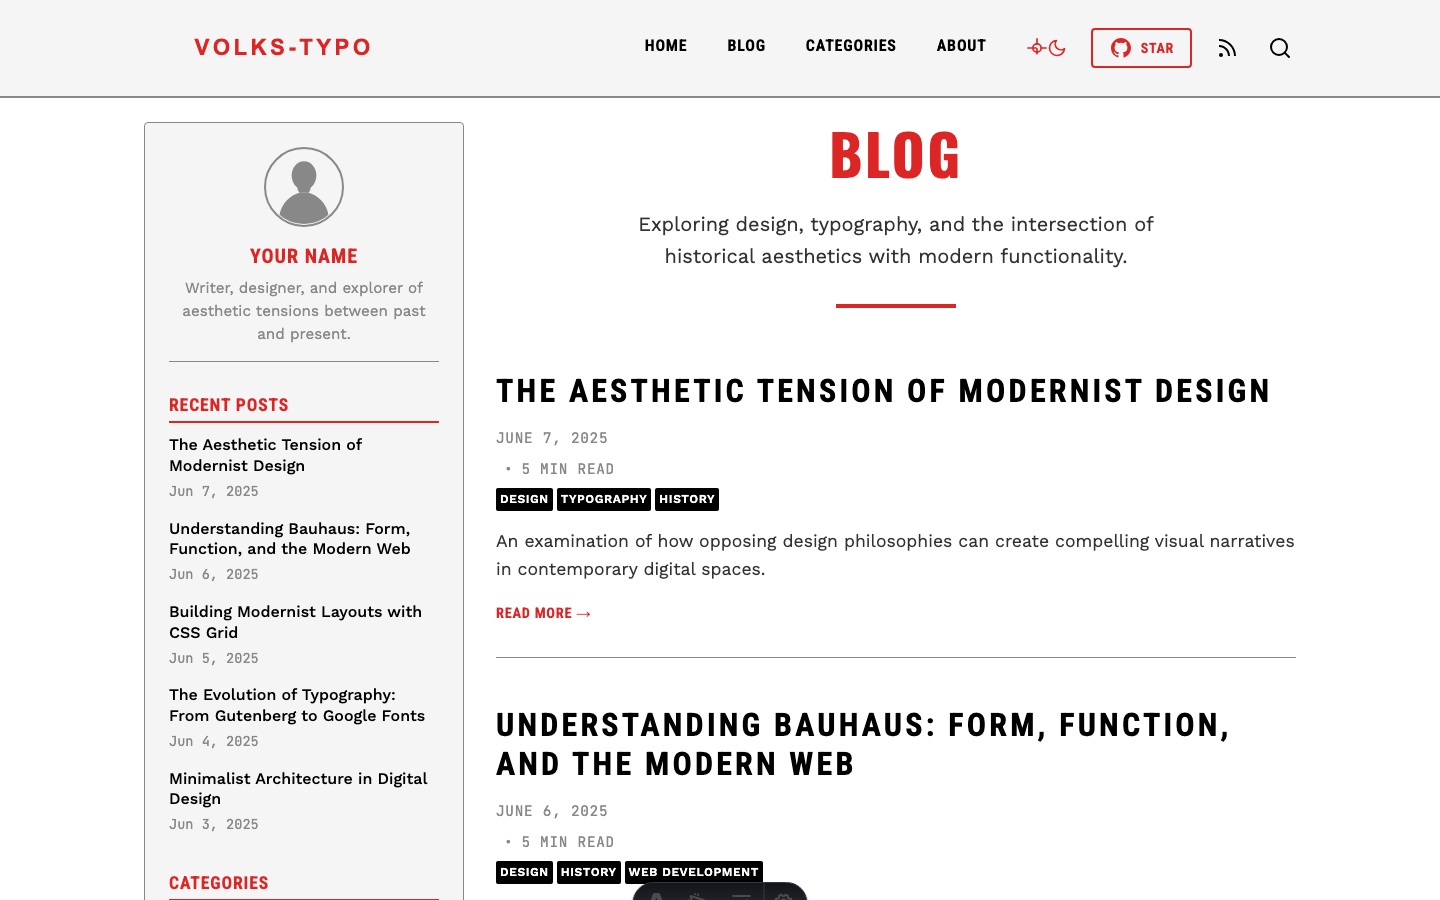 VOLKS-TYPO
HOME BLOG CATEGORIES ABOUT STAR
YOUR NAME
Writer, designer, and explorer of
aesthetic tensions between past
and present.
RECENT POSTS
The Aesthetic Tension of
Modernist Design
Jun 7, 2025
Understanding Bauhaus: Form,
Function, and the Modern Web
Jun 6, 2025
Building Modernist Layouts with
CSS Grid
Jun 5, 2025
The Evolution of Typography:
From Gutenberg to Google Fonts
Jun 4, 2025
Minimalist Architecture in Digital
Design
Jun 3, 2025
CATEGORIES
BLOG
Exploring design, typography, and the intersection of
historical aesthetics with modern functionality.
THE AESTHETIC TENSION OF MODERNIST DESIGN
JUNE 7, 2025
• 5 MIN READ
DESIGN TYPOGRAPHY HISTORY
An examination of how opposing design philosophies can create compelling visual narratives
in contemporary digital spaces.
READ MORE →
UNDERSTANDING BAUHAUS: FORM, FUNCTION,
AND THE MODERN WEB
JUNE 6, 2025
• 5 MIN READ
DESIGN HISTORY WEB DEVELOPMENT